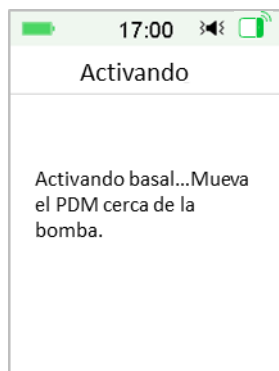 17:00
Activando
Activando basal...Mueva
el PDM cerca de la
bomba.